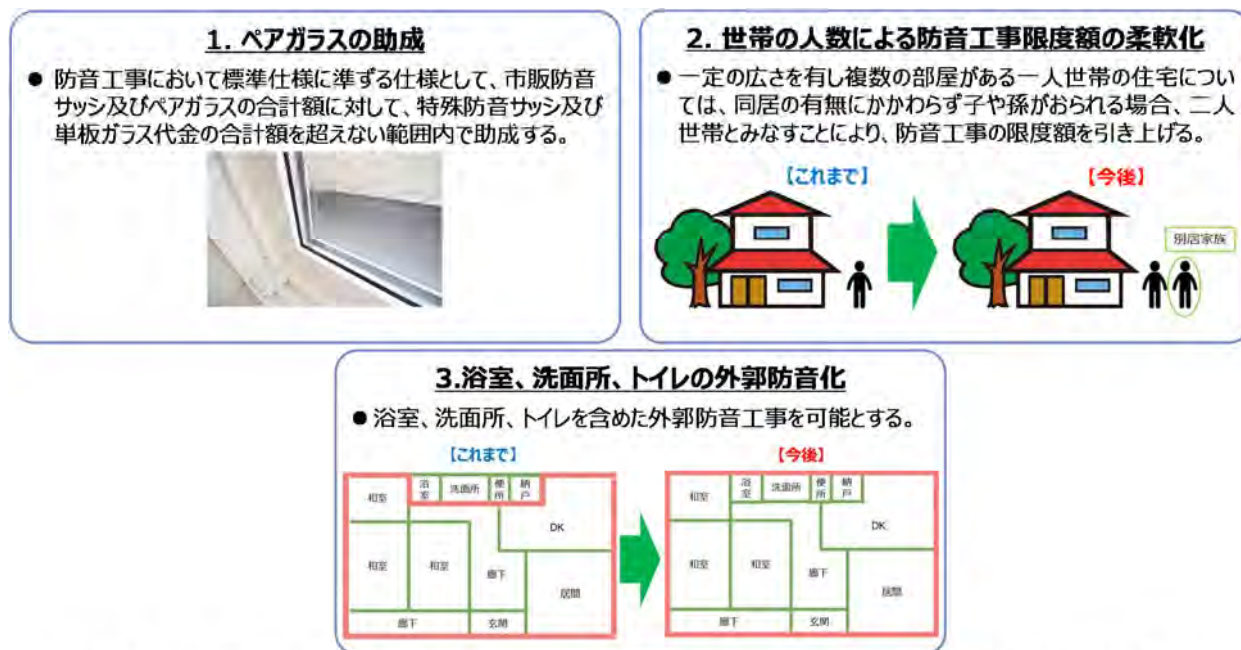 1. ペアガラスの助成
● 防音工事において標準仕様に準ずる仕様として、市販防音
サッシ及びペアガラスの合計額に対して、特殊防音サッシ及び
単板ガラス代金の合計額を超えない範囲内で助成する。
2. 世帯の人数による防音工事限度額の柔軟化
● 一定の広さを有し複数の部屋がある一人世帯の住宅につい
ては、同居の有無にかかわらず子や孫がおられる場合、二人
世帯とみなすことにより、防音工事の限度額を引き上げる。
【これまで】
【今後】
別居家族
3.浴室、洗面所、トイレの外郭防音化
● 浴室、洗面所、トイレを含めた外郭防音工事を可能とする。
【これまで】
和室
浴室
洗面所
便所
納戸
DK
和室
和室
廊下
居間
廊下
玄関
【今後】
和室
浴室
洗面所
便所
納戸
DK
和室
和室
廊下
居間
廊下
玄関